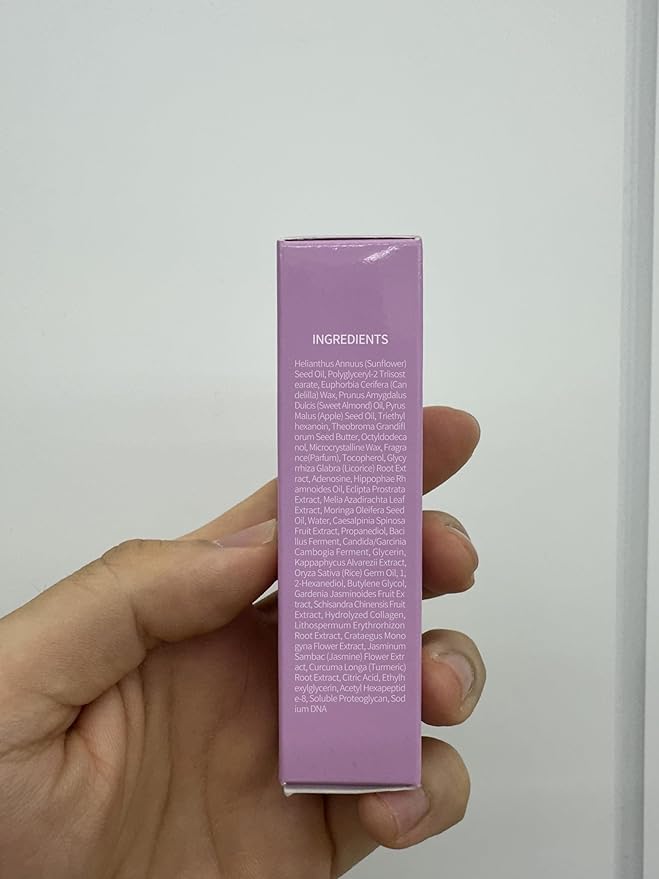 INGREDIENTS
Helianthus Annuus (Sunflower)
Seed Oil, Polyglyceryl-2 Triisost
earate, Euphorbia Cerifera (Can
delilla) Wax, Prunus Amygdalus
Dulcis (Sweet Almond) Oil, Pyrus
Malus (Apple) Seed Oil, Triethyl
hexanoin, Theobroma Grandifl
orum Seed Butter, Octyldodeca
nol, Microcrystalline Wax, Fragra
nce(Parfum), Tocopherol, Glycy
rrhiza Glabra (Licorice) Root Ext
ract, Adenosine, Hippophae Rh
amnoides Oil, Eclipta Prostrata
Extract, Melia Azadirachta Leaf
Extract, Moringa Oleifera Seed
Oil, Water, Caesalpinia Spinosa
Fruit Extract, Propanediol, Baci
llus Ferment, Candida/Garcinia
Cambogia Ferment, Glycerin,
Kappaphycus Alvarezii Extract,
Oryza Sativa (Rice) Germ Oil, 1,
2-Hexanediol, Butylene Glycol,
Gardenia Jasminoides Fruit Ex
tract, Schisandra Chinensis Fruit
Extract, Hydrolyzed Collagen,
Lithospermum Erythrorhizon
Root Extract, Crataegus Mono
gyna Flower Extract, Jasminum
Sambac (Jasmine) Flower Extr
act, Curcuma Longa (Turmeric)
Root Extract, Citric Acid, Ethylh
exylglycerin, Acetyl Hexapeptid
e-8, Soluble Proteoglycan, Sod
ium DNA